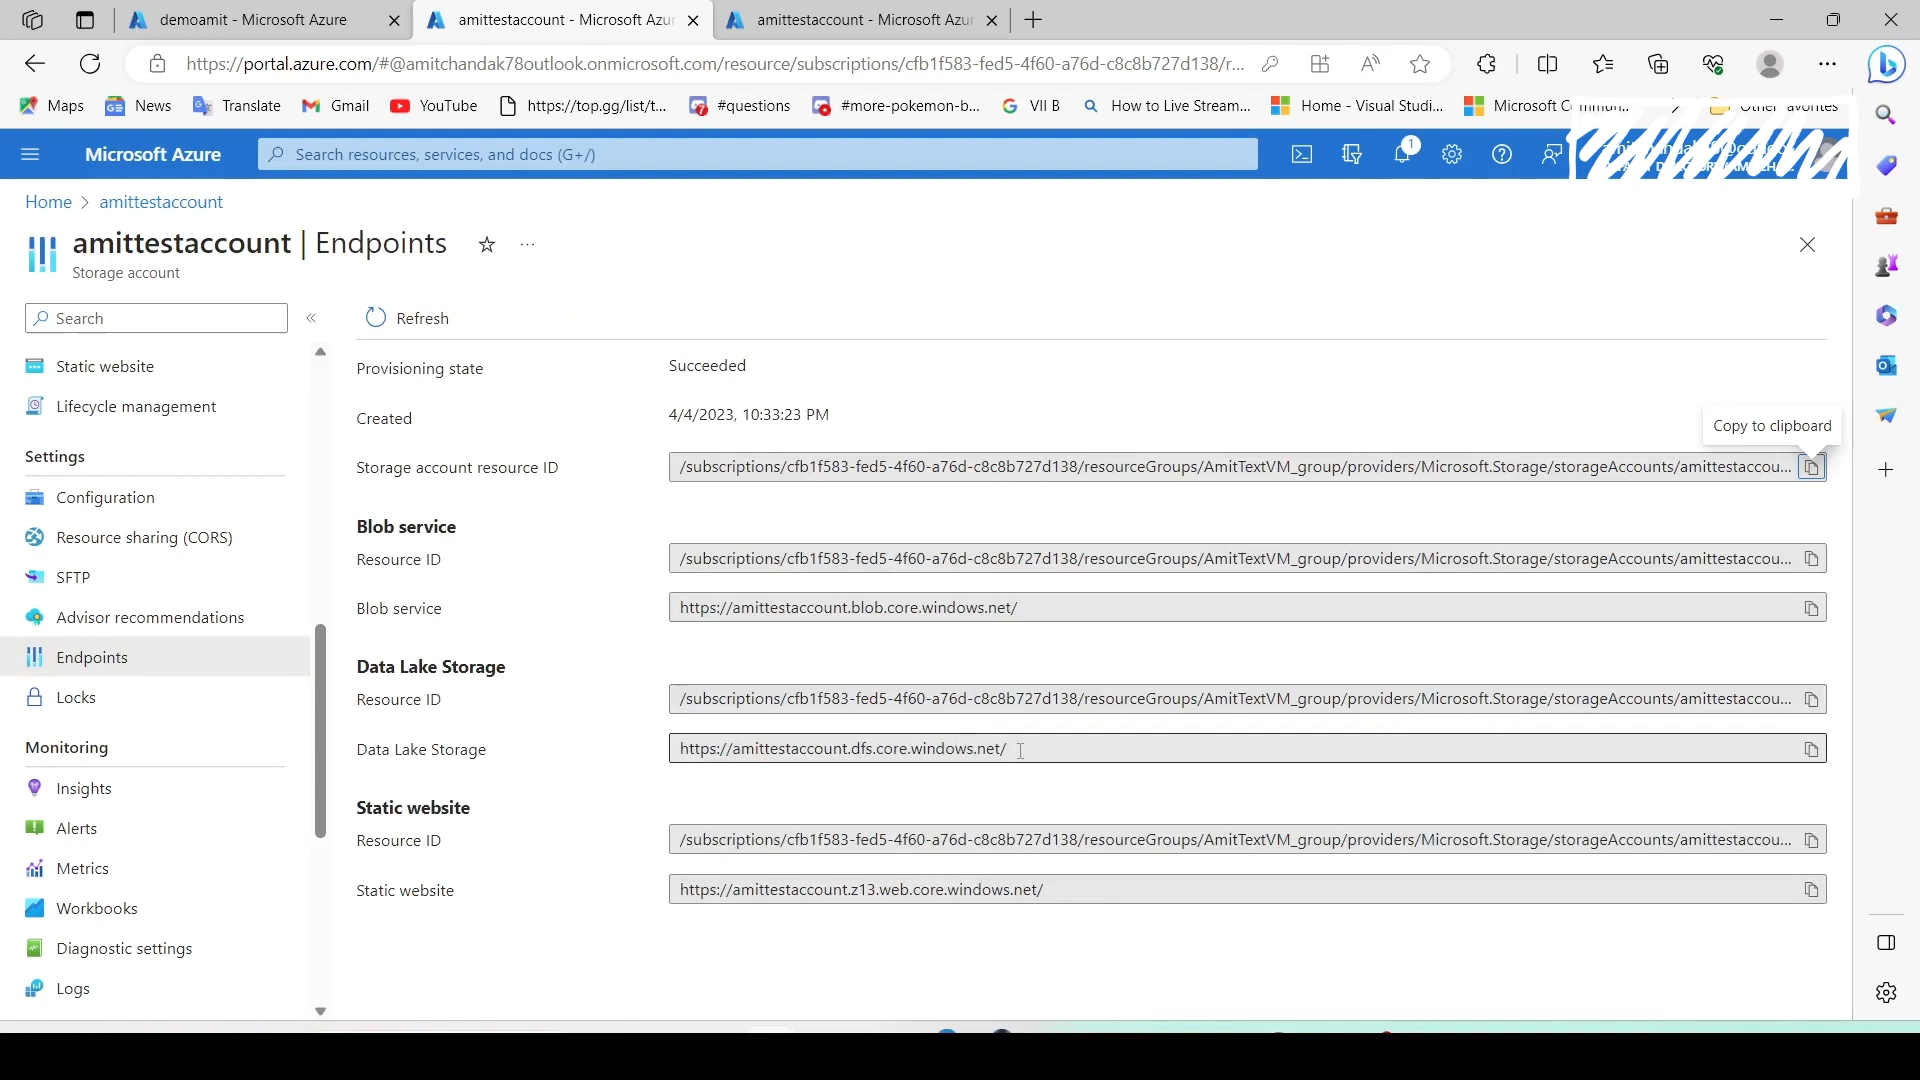 demoamit - Microsoft Azure
amittestaccount - Microsoft Azur
amittestaccount - Microsoft Azur
https://portal.azure.com/#@amitchandak78outlook.onmicrosoft.com/resource/subscriptions/cfb1f583-fed5-4f60-a76d-c8c8b727d138/r...
Maps
News
Translate
Gmail
YouTube
https://top.gg/list/t...
#questions
#more-pokemon-b...
VII B
How to Live Stream...
Home - Visual Studi...
Other favorites
Microsoft Azure
Search resources, services, and docs (G+/)
1
Home > amittestaccount
amittestaccount | Endpoints
Storage account
Search
Refresh
Static website
Lifecycle management
Settings
Configuration
Resource sharing (CORS)
SFTP
Advisor recommendations
Endpoints
Locks
Monitoring
Insights
Alerts
Metrics
Workbooks
Diagnostic settings
Logs
Provisioning state
Succeeded
Created
4/4/2023, 10:33:23 PM
Copy to clipboard
Storage account resource ID
/subscriptions/cfb1f583-fed5-4f60-a76d-c8c8b727d138/resourceGroups/AmitTextVM_group/providers/Microsoft.Storage/storageAccounts/amittestaccou...
Blob service
Resource ID
/subscriptions/cfb1f583-fed5-4f60-a76d-c8c8b727d138/resourceGroups/AmitTextVM_group/providers/Microsoft.Storage/storageAccounts/amittestaccou...
Blob service
https://amittestaccount.blob.core.windows.net/
Data Lake Storage
Resource ID
/subscriptions/cfb1f583-fed5-4f60-a76d-c8c8b727d138/resourceGroups/AmitTextVM_group/providers/Microsoft.Storage/storageAccounts/amittestaccou...
Data Lake Storage
https://amittestaccount.dfs.core.windows.net/
Static website
Resource ID
/subscriptions/cfb1f583-fed5-4f60-a76d-c8c8b727d138/resourceGroups/AmitTextVM_group/providers/Microsoft.Storage/storageAccounts/amittestaccou...
Static website
https://amittestaccount.z13.web.core.windows.net/